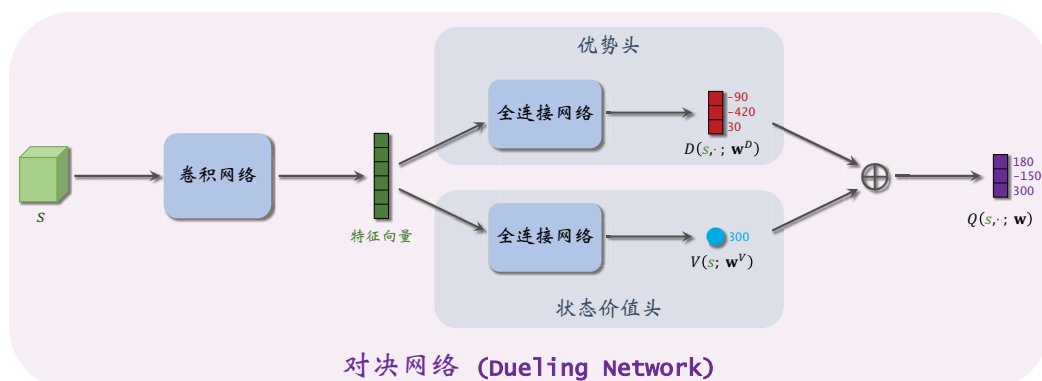 优势头
全连接网络
-90
-420
30
D(s,·; w^D)
s
卷积网络
特征向量
全连接网络
300
V(s; w^V)
状态价值头
180
-150
300
Q(s,·; w)
对决网络 (Dueling Network)